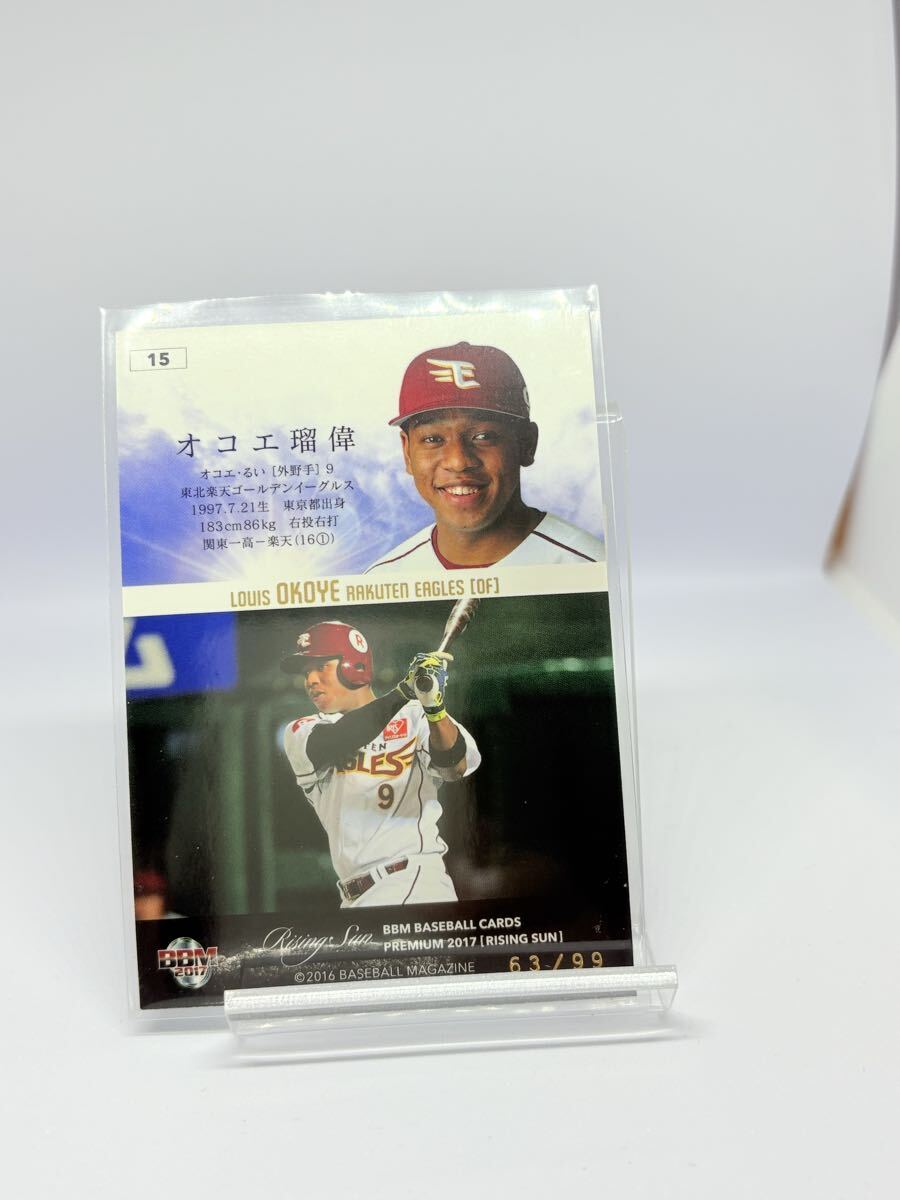 15
オコエ瑠偉
オコエ・るい [外野手] 9
東北楽天ゴールデンイーグルス
1997.7.21生 東京都出身
183cm86kg 右投右打
関東一高－楽天(16①)
LOUIS OKOYE RAKUTEN EAGLES [OF]
ム
R
EAGLES
9
Rising Sun
BBM BASEBALL CARDS
PREMIUM 2017 [RISING SUN]
BBM
2017
©2016 BASEBALL MAGAZINE
63/99